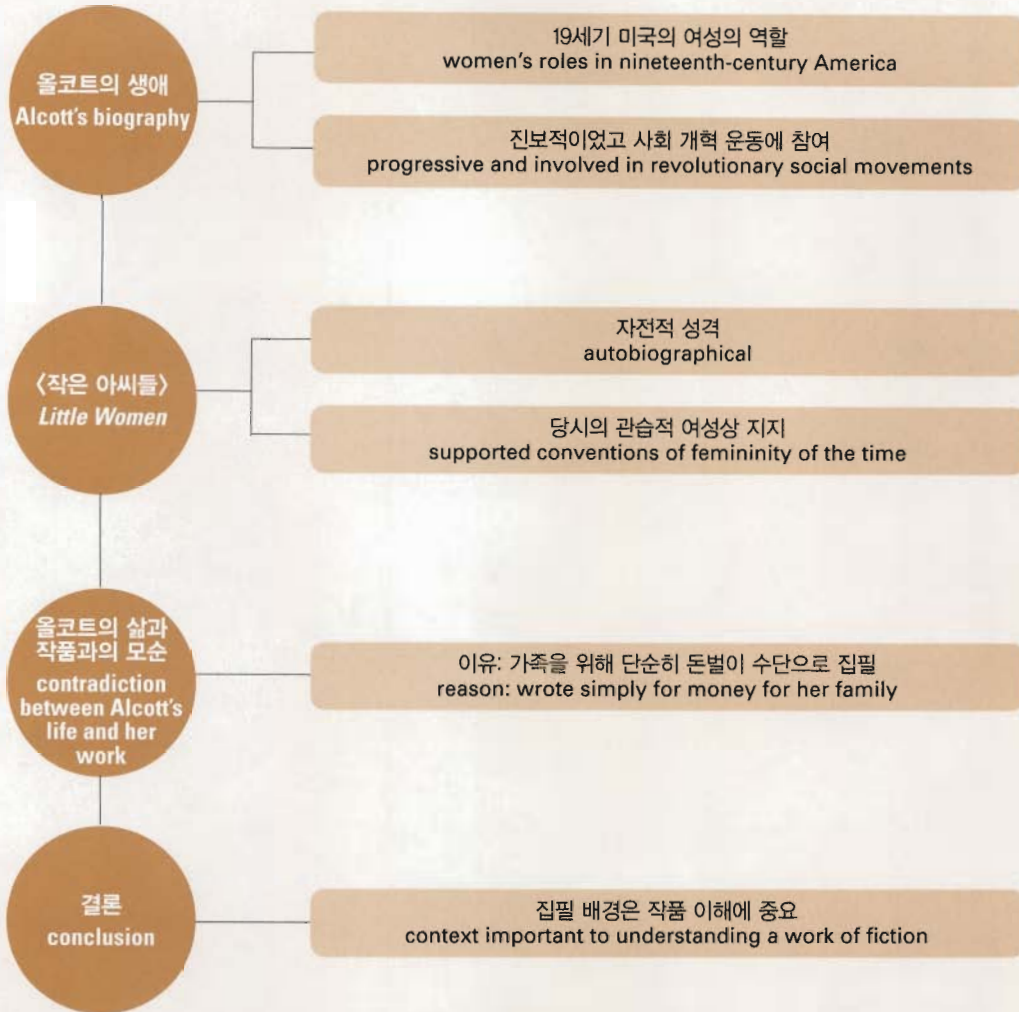 올코트의 생애
Alcott's biography
19세기 미국의 여성의 역할
women's roles in nineteenth-century America
진보적이었고 사회 개혁 운동에 참여
progressive and involved in revolutionary social movements
〈작은 아씨들〉
Little Women
자전적 성격
autobiographical
당시의 관습적 여성상 지지
supported conventions of femininity of the time
올코트의 삶과
작품과의 모순
contradiction
between Alcott's
life and her
work
이유: 가족을 위해 단순히 돈벌이 수단으로 집필
reason: wrote simply for money for her family
결론
conclusion
집필 배경은 작품 이해에 중요
context important to understanding a work of fiction